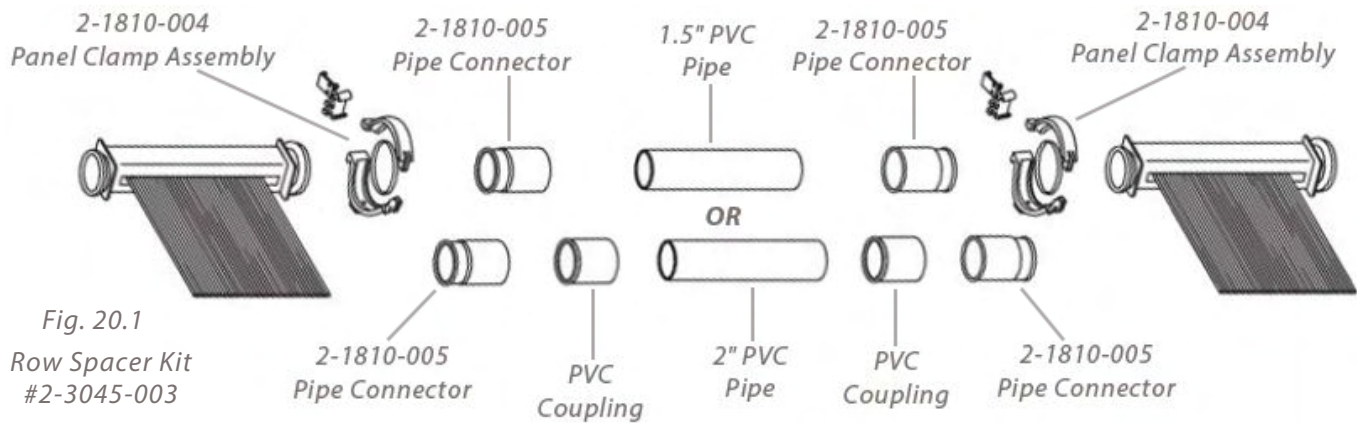 2-1810-004
Panel Clamp Assembly
2-1810-005
Pipe Connector
1.5" PVC
Pipe
2-1810-005
Pipe Connector
2-1810-004
Panel Clamp Assembly
OR
Fig. 20.1
Row Spacer Kit
#2-3045-003
2-1810-005
Pipe Connector
PVC
Coupling
2" PVC
Pipe
PVC
Coupling
2-1810-005
Pipe Connector